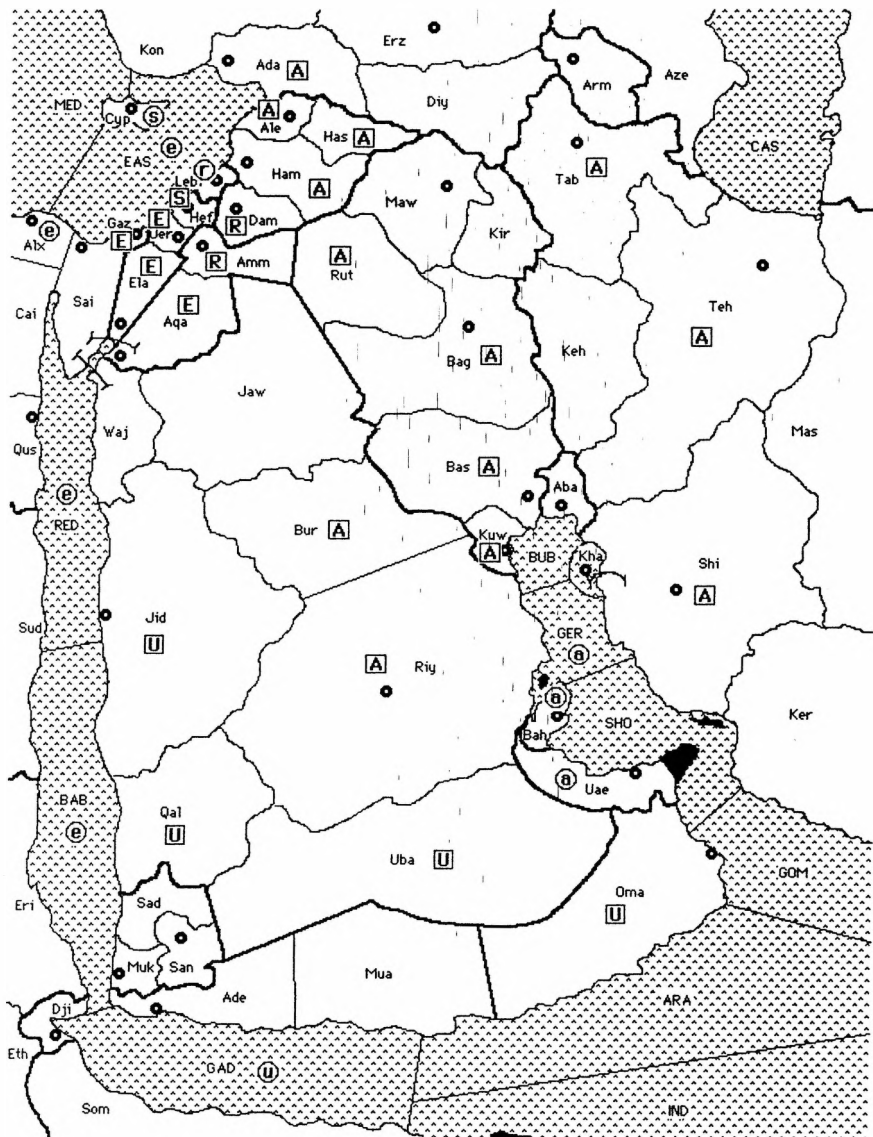 Kon
Erz
Ada
A
Arm
Aze
MED
Diy
Cyp
s
A
Ale
Has
A
EAS
e
CAS
r
Leb
Ham
A
Tab
A
Maw
S
Hef
Dam
R
Alx
e
Gaz
E
E
Jer
Kir
R
Amm
A
Rut
E
Ela
Cai
Sai
E
Aqa
Teh
A
Bag
A
Keh
Jaw
Qus
Waj
Mas
Bas
A
Aba
e
RED
Bur
A
Kuw
A
BUB
Kha
Shi
A
Sud
Jid
U
GER
a
A
Riy
a
SHO
Ker
Bah
a
Uae
BAB
e
Qal
U
Uba
U
GOM
Eri
Sad
Oma
U
Muk
San
Mua
Ade
ARA
Dji
Eth
GAD
u
Som
IND